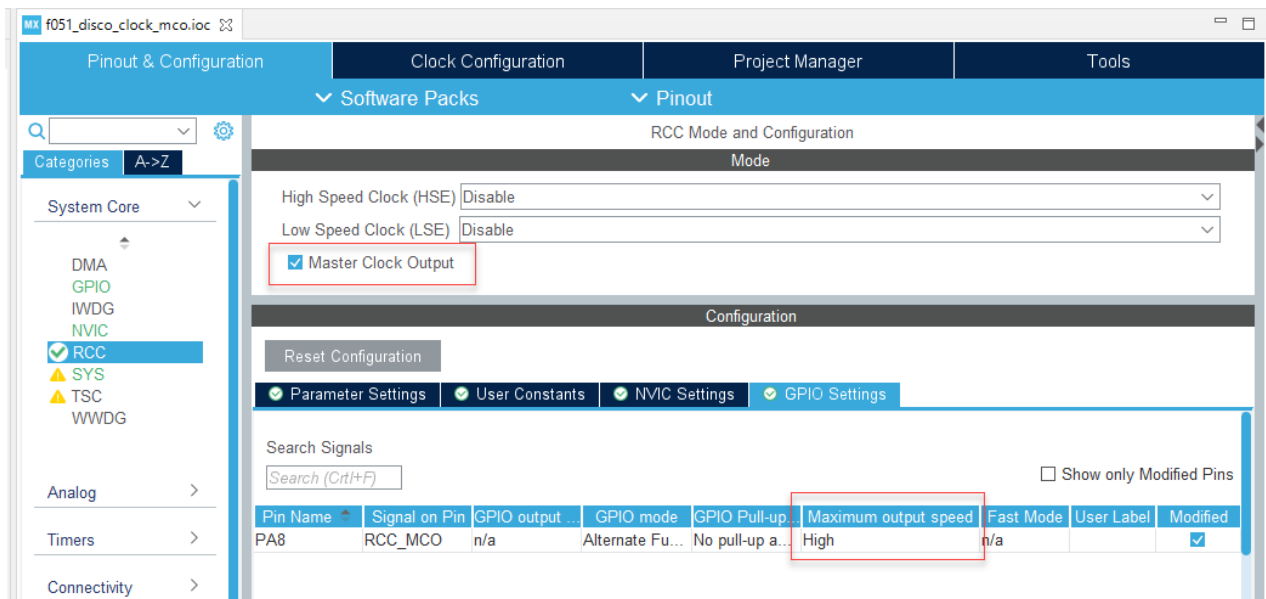 MX f051_disco_clock_mco.ioc
Pinout & Configuration Clock Configuration Project Manager Tools
Software Packs Pinout
RCC Mode and Configuration
Categories A->Z
Mode
System Core
High Speed Clock (HSE) Disable
Low Speed Clock (LSE) Disable
Master Clock Output
DMA
GPIO
IWDG
NVIC
RCC
SYS
TSC
WWDG
Analog
Timers
Connectivity
Configuration
Reset Configuration
Parameter Settings User Constants NVIC Settings GPIO Settings
Search Signals
Search (Crtl+F)
Show only Modified Pins
Pin Name Signal on Pin GPIO output ... GPIO mode GPIO Pull-up... Maximum output speed Fast Mode User Label Modified
PA8 RCC_MCO n/a Alternate Fu... No pull-up a... High n/a